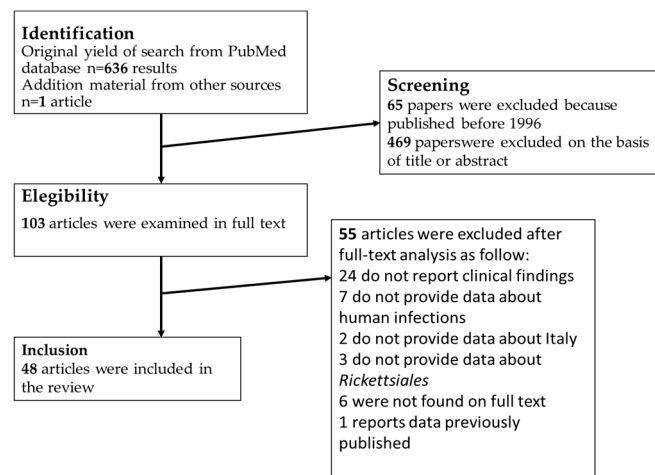 Identification
Original yield of search from PubMed
database n=636 results
Addition material from other sources
n=1 article
Screening
65 papers were excluded because
published before 1996
469 paperswere excluded on the basis
of title or abstract
Elegibility
103 articles were examined in full text
55 articles were excluded after
full-text analysis as follow:
24 do not report clinical findings
7 do not provide data about
human infections
2 do not provide data about Italy
3 do not provide data about
Rickettsiales
6 were not found on full text
1 reports data previously
published
Inclusion
48 articles were included in
the review